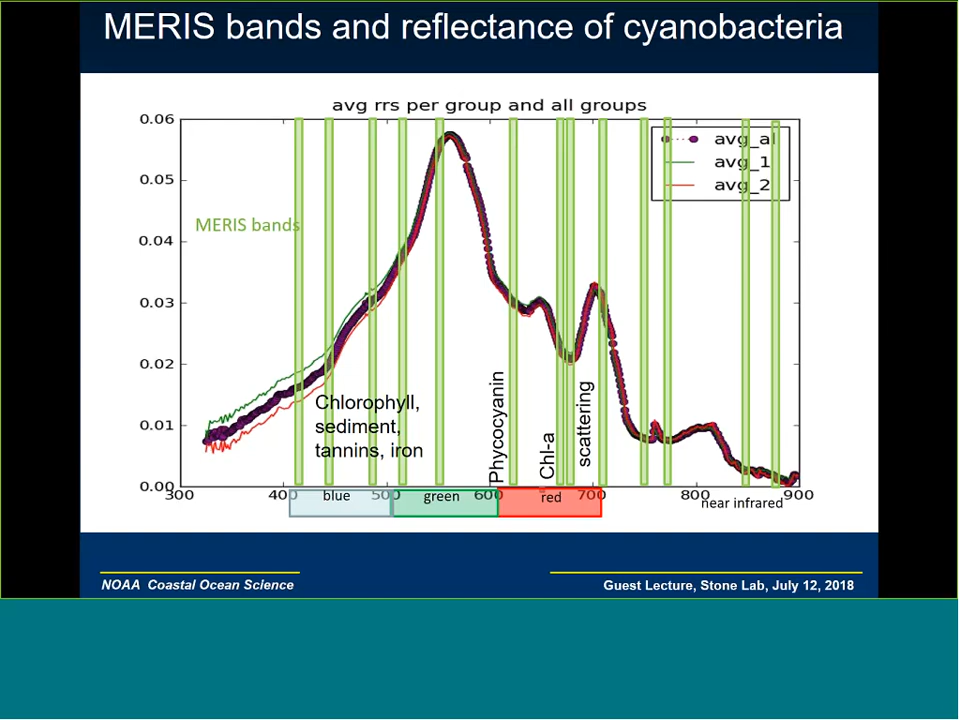 MERIS bands and reflectance of cyanobacteria
avg rrs per group and all groups
0.06
0.05
0.04
0.03
0.02
0.01
0.00
MERIS bands
avg_al
avg_1
avg_2
Chlorophyll,
sediment,
tannins, iron
Phycocyanin
Chl-a
scattering
300
400
500
600
700
800
900
blue
green
red
near infrared
NOAA Coastal Ocean Science
Guest Lecture, Stone Lab, July 12, 2018